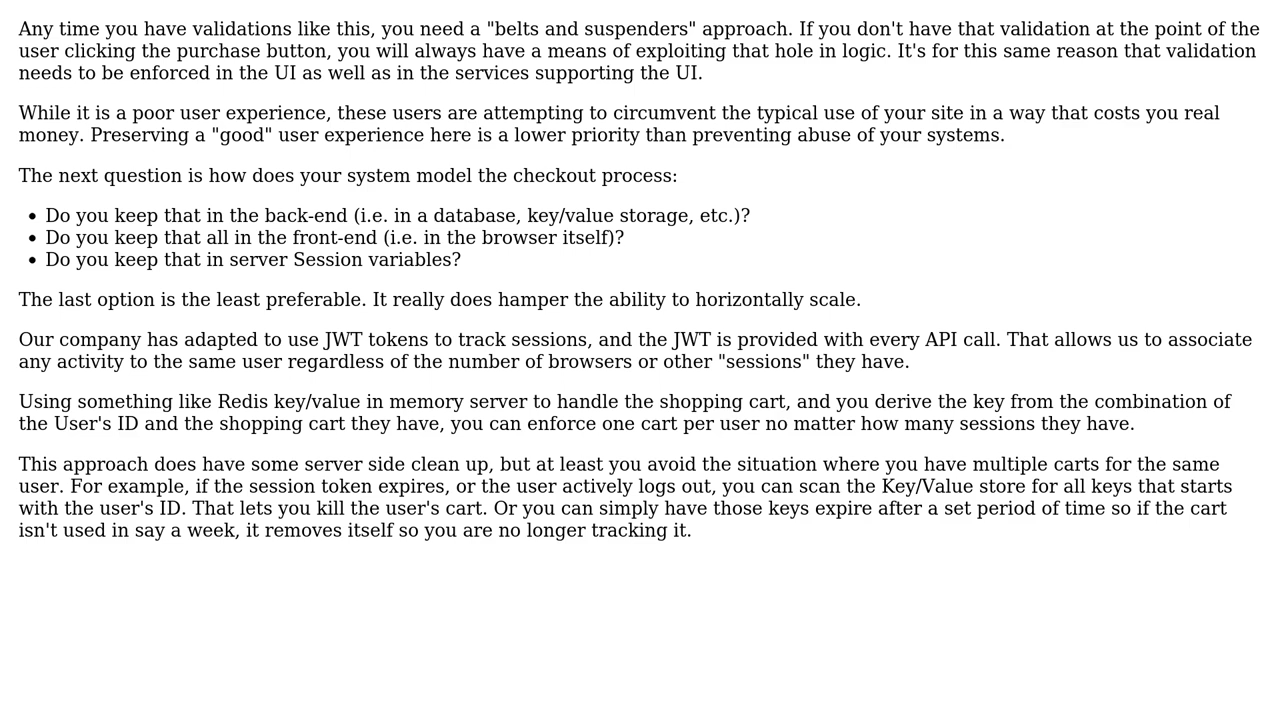 Any time you have validations like this, you need a "belts and suspenders" approach. If you don't have that validation at the point of the
user clicking the purchase button, you will always have a means of exploiting that hole in logic. It's for this same reason that validation
needs to be enforced in the UI as well as in the services supporting the UI.
While it is a poor user experience, these users are attempting to circumvent the typical use of your site in a way that costs you real
money. Preserving a "good" user experience here is a lower priority than preventing abuse of your systems.
The next question is how does your system model the checkout process:
• Do you keep that in the back-end (i.e. in a database, key/value storage, etc.)?
• Do you keep that all in the front-end (i.e. in the browser itself)?
• Do you keep that in server Session variables?
The last option is the least preferable. It really does hamper the ability to horizontally scale.
Our company has adapted to use JWT tokens to track sessions, and the JWT is provided with every API call. That allows us to associate
any activity to the same user regardless of the number of browsers or other "sessions" they have.
Using something like Redis key/value in memory server to handle the shopping cart, and you derive the key from the combination of
the User's ID and the shopping cart they have, you can enforce one cart per user no matter how many sessions they have.
This approach does have some server side clean up, but at least you avoid the situation where you have multiple carts for the same
user. For example, if the session token expires, or the user actively logs out, you can scan the Key/Value store for all keys that starts
with the user's ID. That lets you kill the user's cart. Or you can simply have those keys expire after a set period of time so if the cart
isn't used in say a week, it removes itself so you are no longer tracking it.